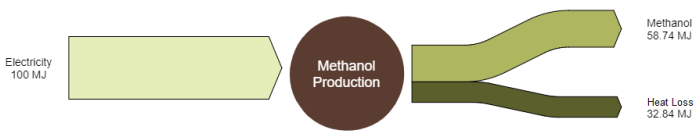 Electricity
100 MJ
Methanol
Production
Methanol
58.74 MJ
Heat Loss
32.84 MJ